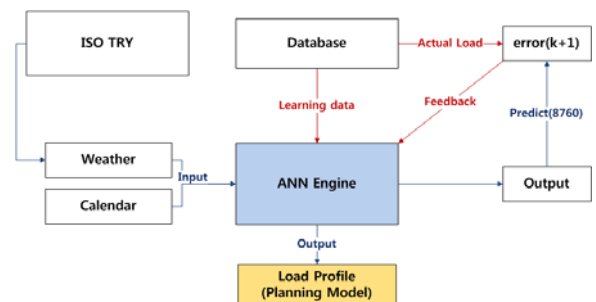 ISO TRY
Database
Actual Load
error(k+1)
Learning data
Feedback
Predict(8760)
Weather
Input
ANN Engine
Output
Calendar
Output
Load Profile
(Planning Model)